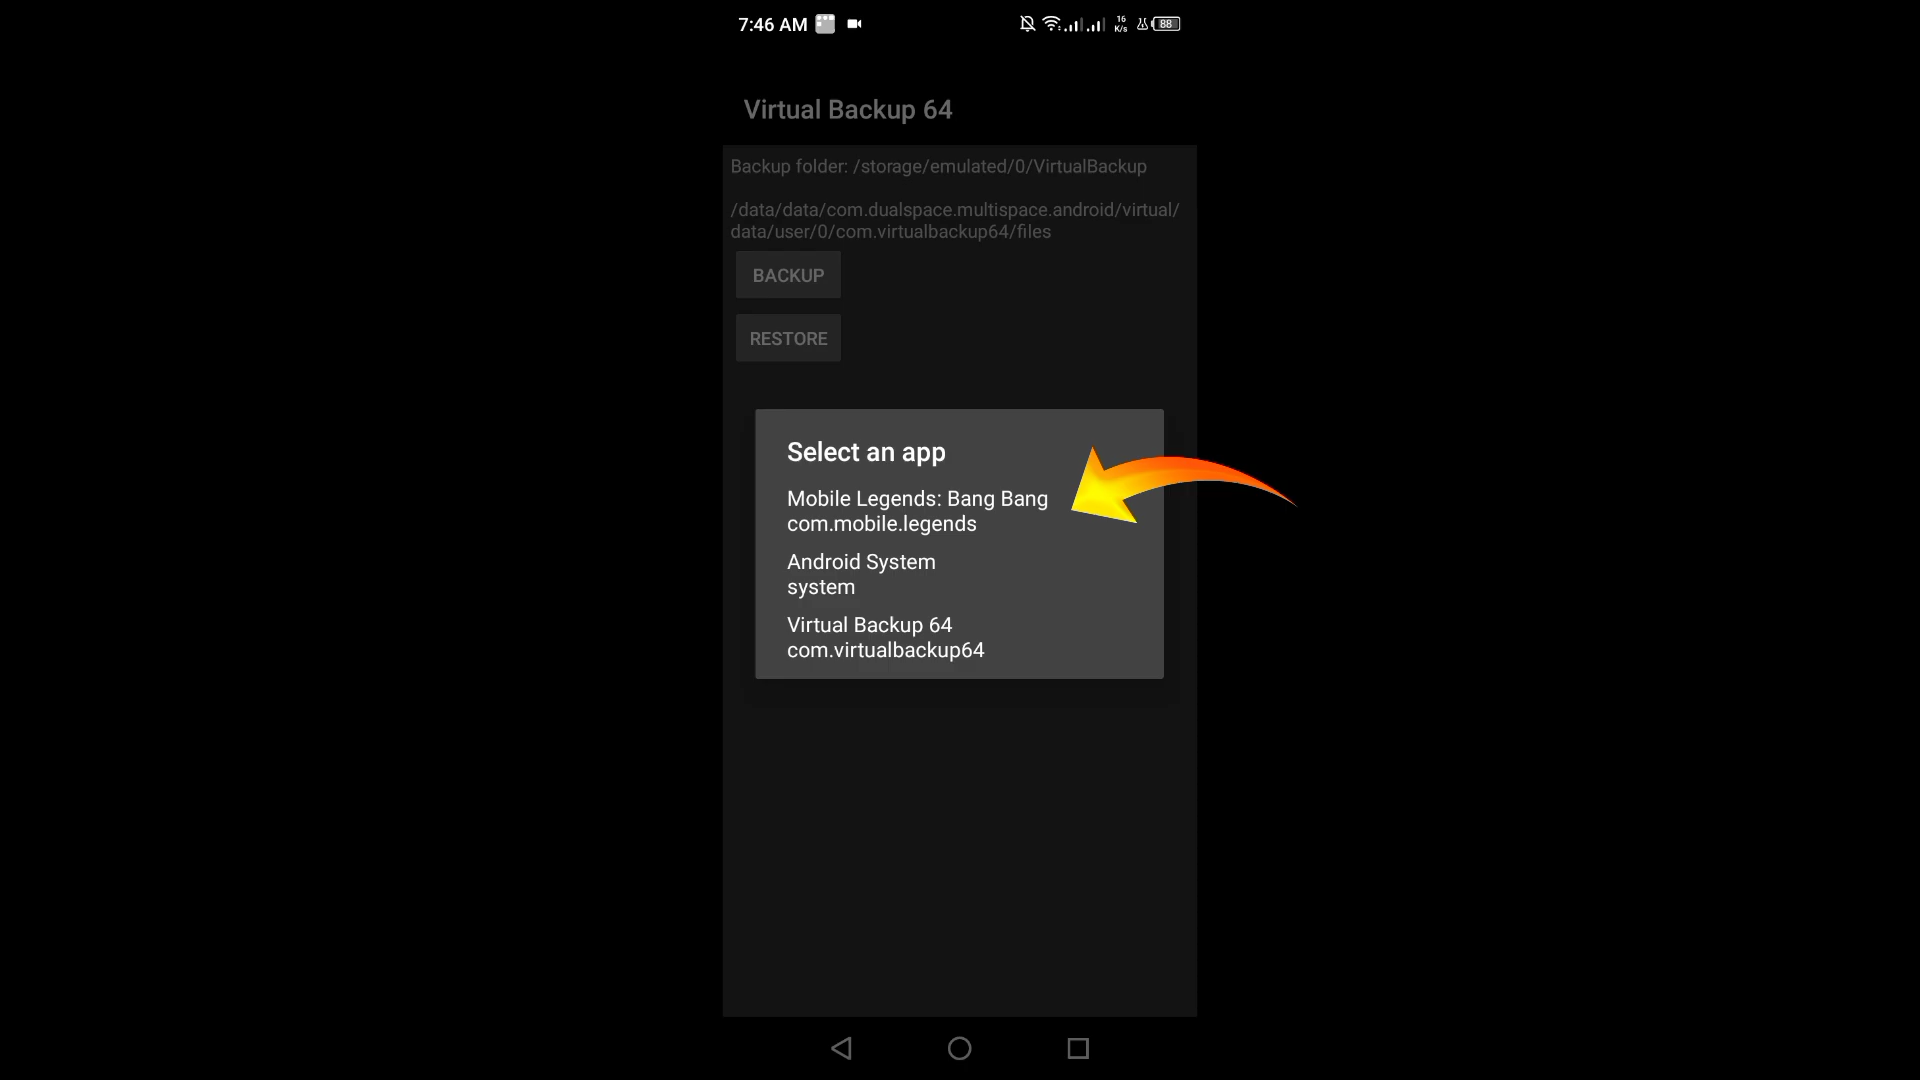 7:46 AM
16
K/s
88
Virtual Backup 64
Backup folder: /storage/emulated/0/VirtualBackup
/data/data/com.dualspace.multispace.android/virtual/
data/user/0/com.virtualbackup64/files
BACKUP
RESTORE
Select an app
Mobile Legends: Bang Bang
com.mobile.legends
Android System
system
Virtual Backup 64
com.virtualbackup64